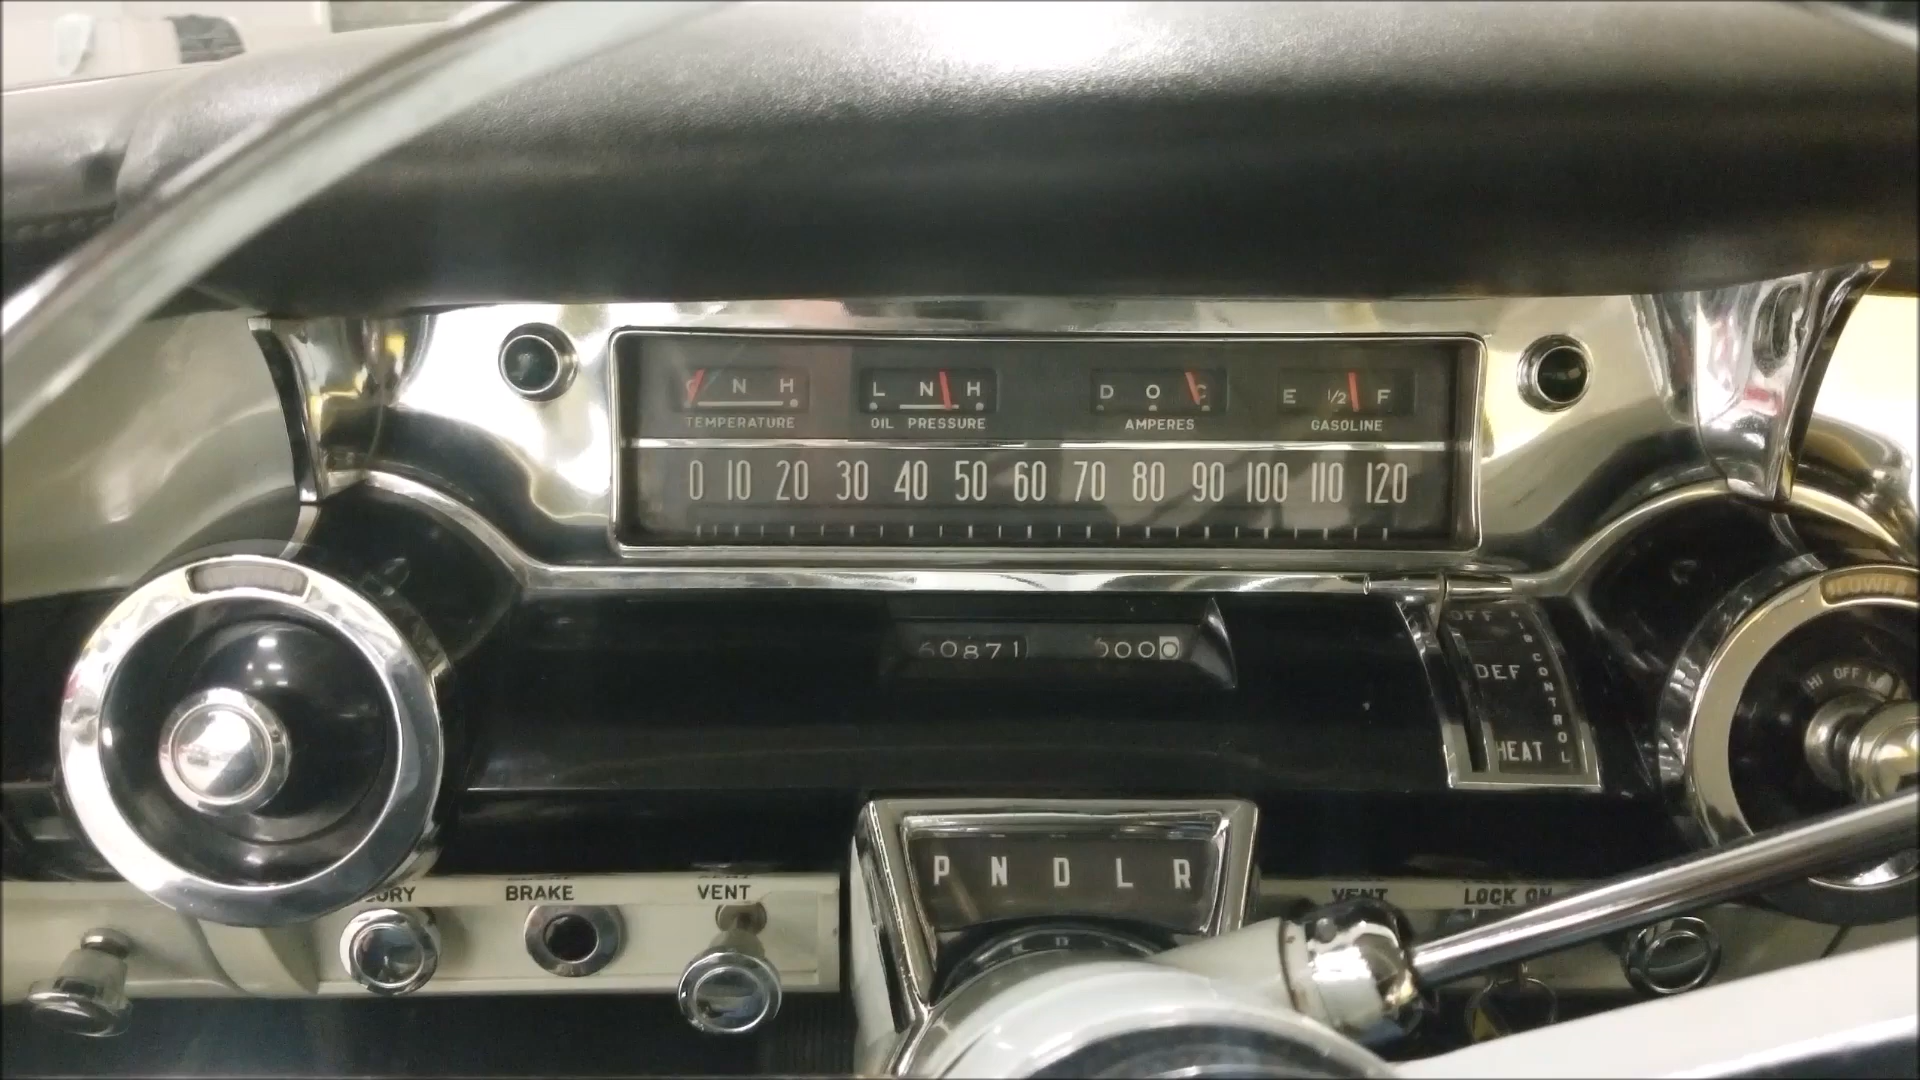 C N H
TEMPERATURE
L N H
OIL PRESSURE
D O C
AMPERES
E 1/2 F
GASOLINE
0 10 20 30 40 50 60 70 80 90 100 110 120
60871 000
OFF
DEF
HEAT
AIR CONTROL
HI OFF
P N D L R
BRAKE
VENT
VENT
LOCK ON